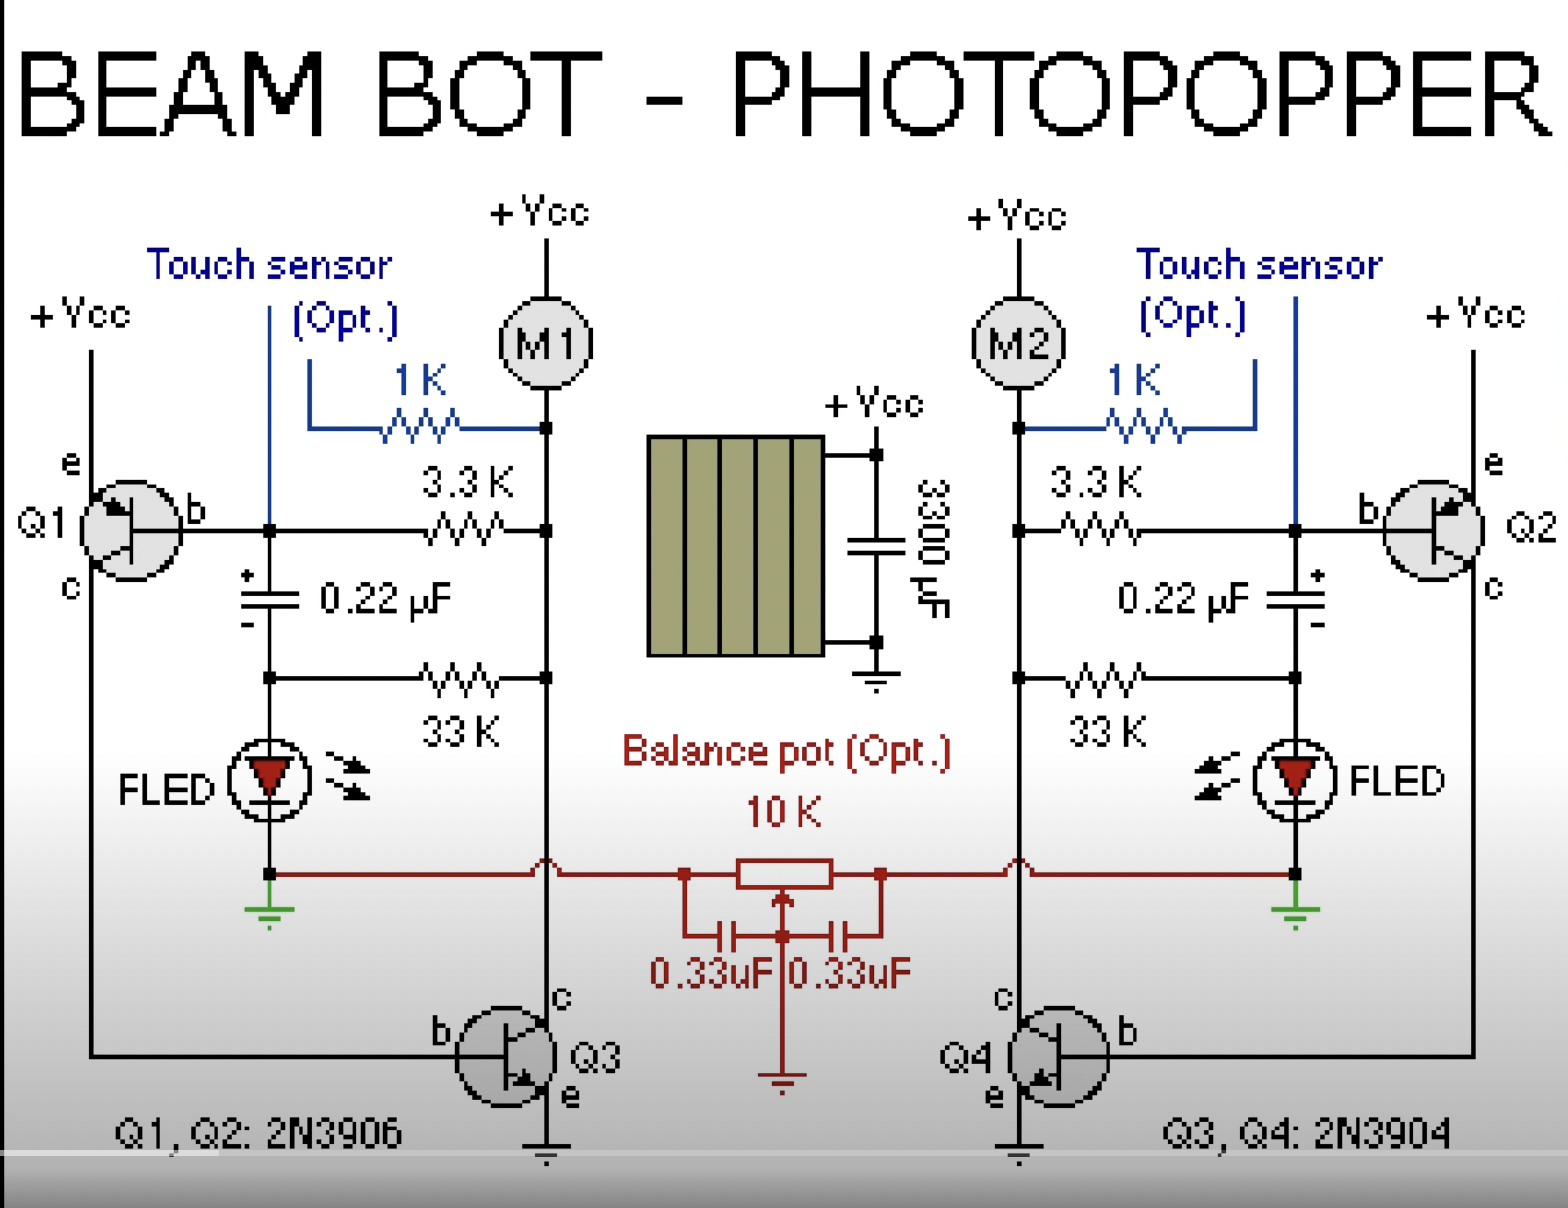 BEAM BOT - PHOTOPOPPER
+ Vcc
+ Vcc
Touch sensor
(Opt.)
Touch sensor
(Opt.)
+ Vcc
+ Vcc
M1
M2
1 K
1 K
+ Vcc
e
e
3.3 K
3.3 K
Q1
b
b
Q2
3300 µF
c
c
+
0.22 µF
-
0.22 µF
+
-
33 K
33 K
Balance pot (Opt.)
10 K
FLED
FLED
0.33uF
0.33uF
c
c
b
Q3
Q4
b
e
e
Q1, Q2: 2N3906
Q3, Q4: 2N3904